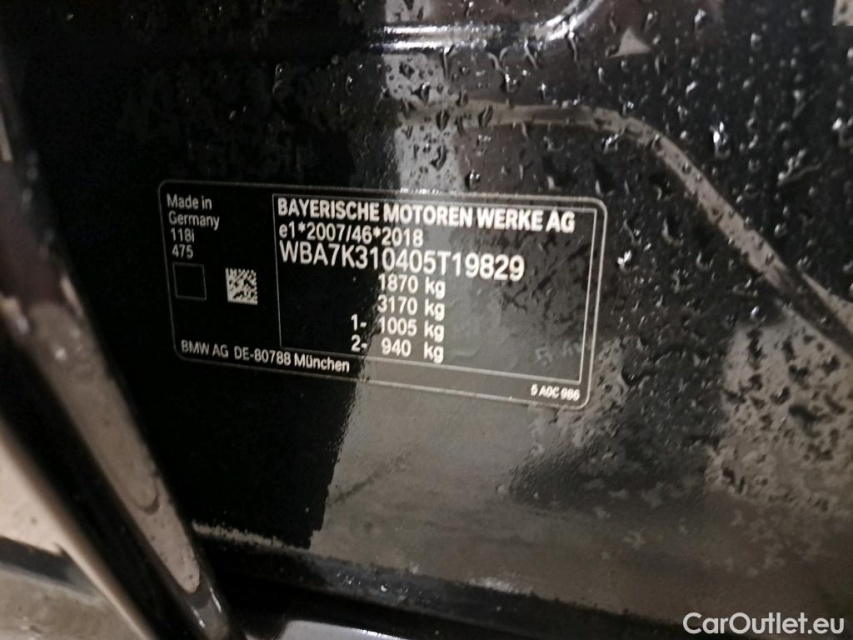 Made in
Germany
118i
475
BAYERISCHE MOTOREN WERKE AG
e1*2007/46*2018
WBA7K310405T19829
1870 kg
3170 kg
1- 1005 kg
2- 940 kg
BMW AG DE-80788 München
5 A0C 986
CarOutlet.eu